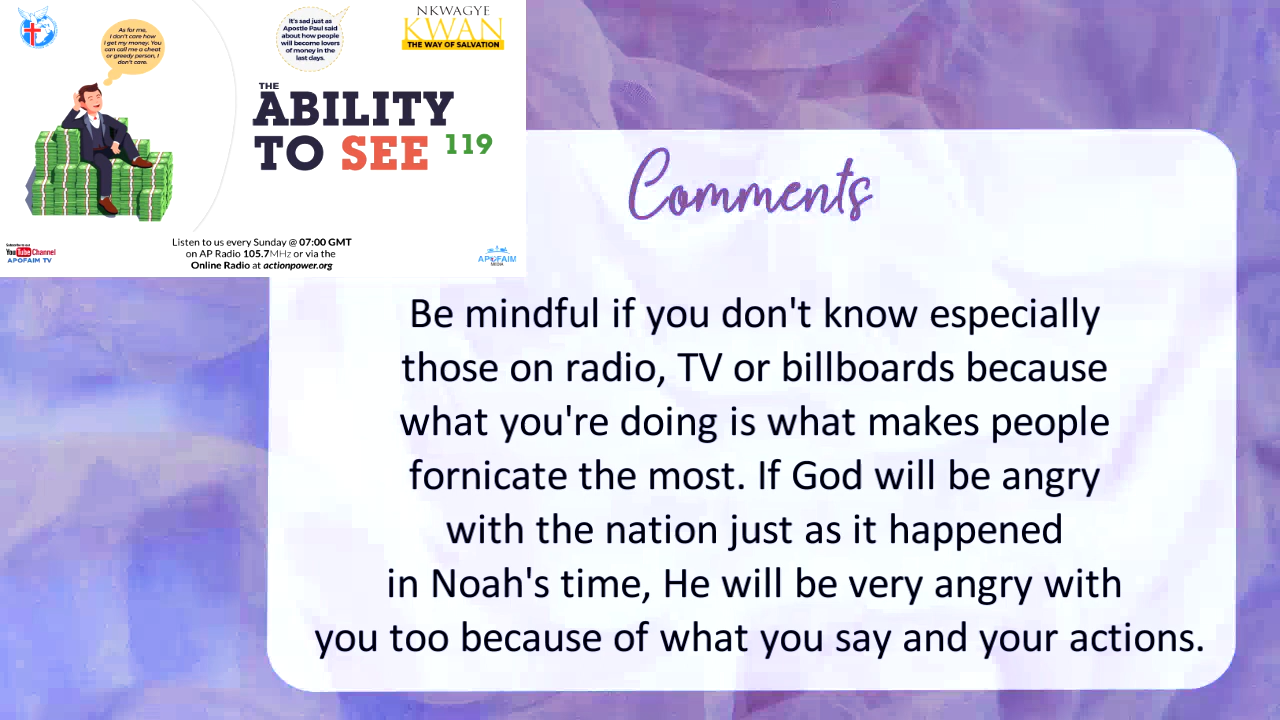 As for me,
I don't care how
I get my money. You
can call me a cheat
or greedy person, I
don't care.
It's sad just as
Apostle Paul said
about how people
will become lovers
of money in the
last days.
NKWAGYE
KWAN
THE WAY OF SALVATION
THE
ABILITY
TO SEE 119
Subscribe to our
YouTube Channel
APOFAIM TV
Listen to us every Sunday @ 07:00 GMT
on AP Radio 105.7MHz or via the
Online Radio at actionpower.org
APOFAIM
MEDIA
Comments
Be mindful if you don't know especially
those on radio, TV or billboards because
what you're doing is what makes people
fornicate the most. If God will be angry
with the nation just as it happened
in Noah's time, He will be very angry with
you too because of what you say and your actions.